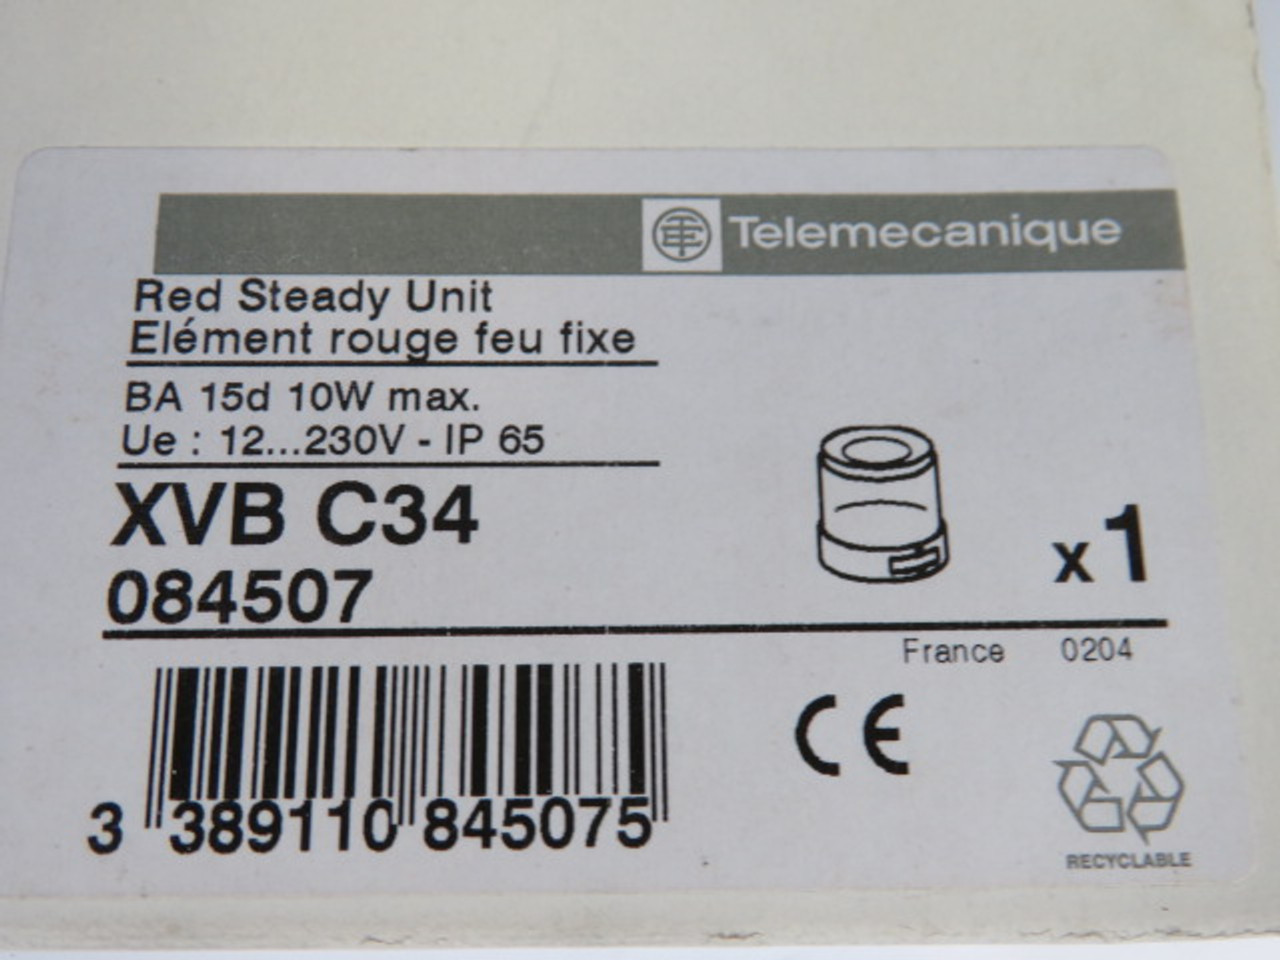 Telemecanique
Red Steady Unit
Elément rouge feu fixe
BA 15d 10W max.
Ue : 12...230V - IP 65
XVB C34
084507
x 1
France 0204
CE
3 389110 845075
RECYCLABLE